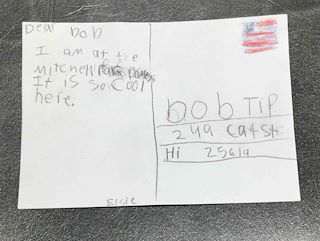 Dear bob
I am at the
mitchell
It is so Cool
here.
Elsie
bob TIP
249 Cat St
Hi 25619